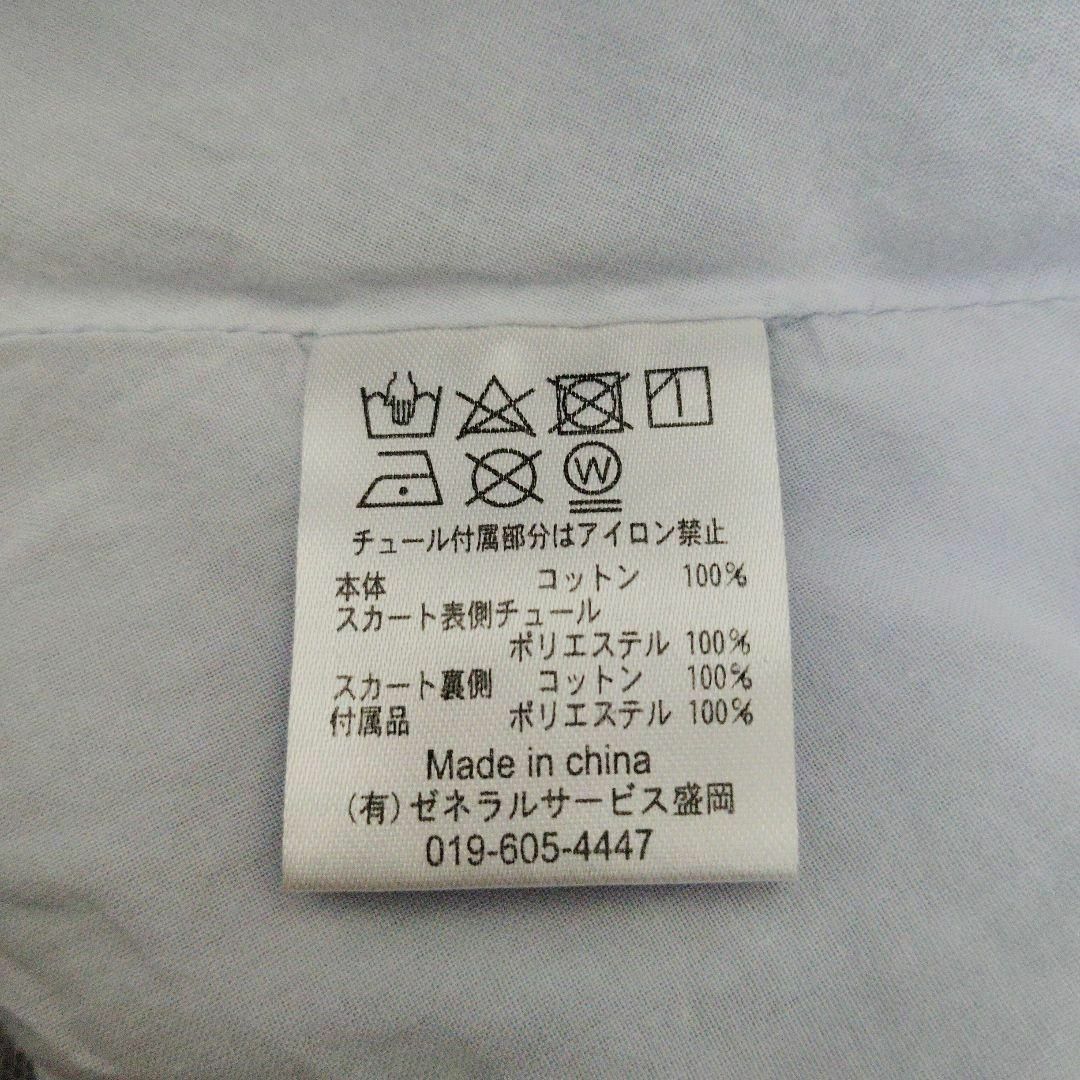 W
チュール付属部分はアイロン禁止
本体 コットン 100%
スカート表側チュール
ポリエステル 100%
スカート裏側 コットン 100%
付属品 ポリエステル 100%
Made in china
(有)ゼネラルサービス盛岡
019-605-4447